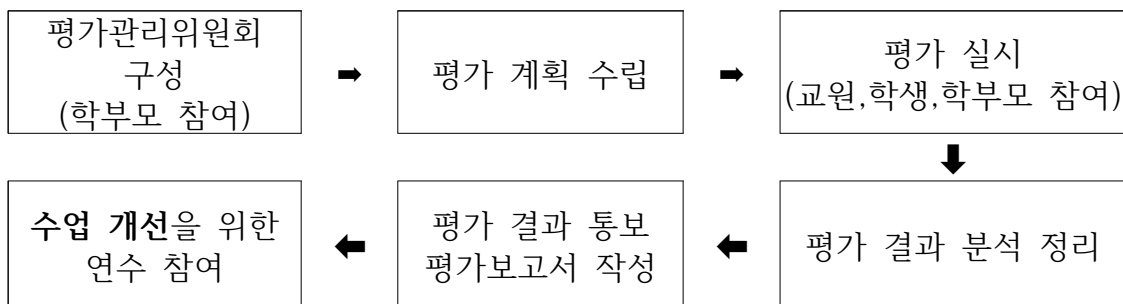 평가관리위원회
구성
(학부모 참여)
➡
평가 계획 수립
➡
평가 실시
(교원,학생,학부모 참여)
⬇
평가 결과 분석 정리
⬅
평가 결과 통보
평가보고서 작성
⬅
수업 개선을 위한
연수 참여